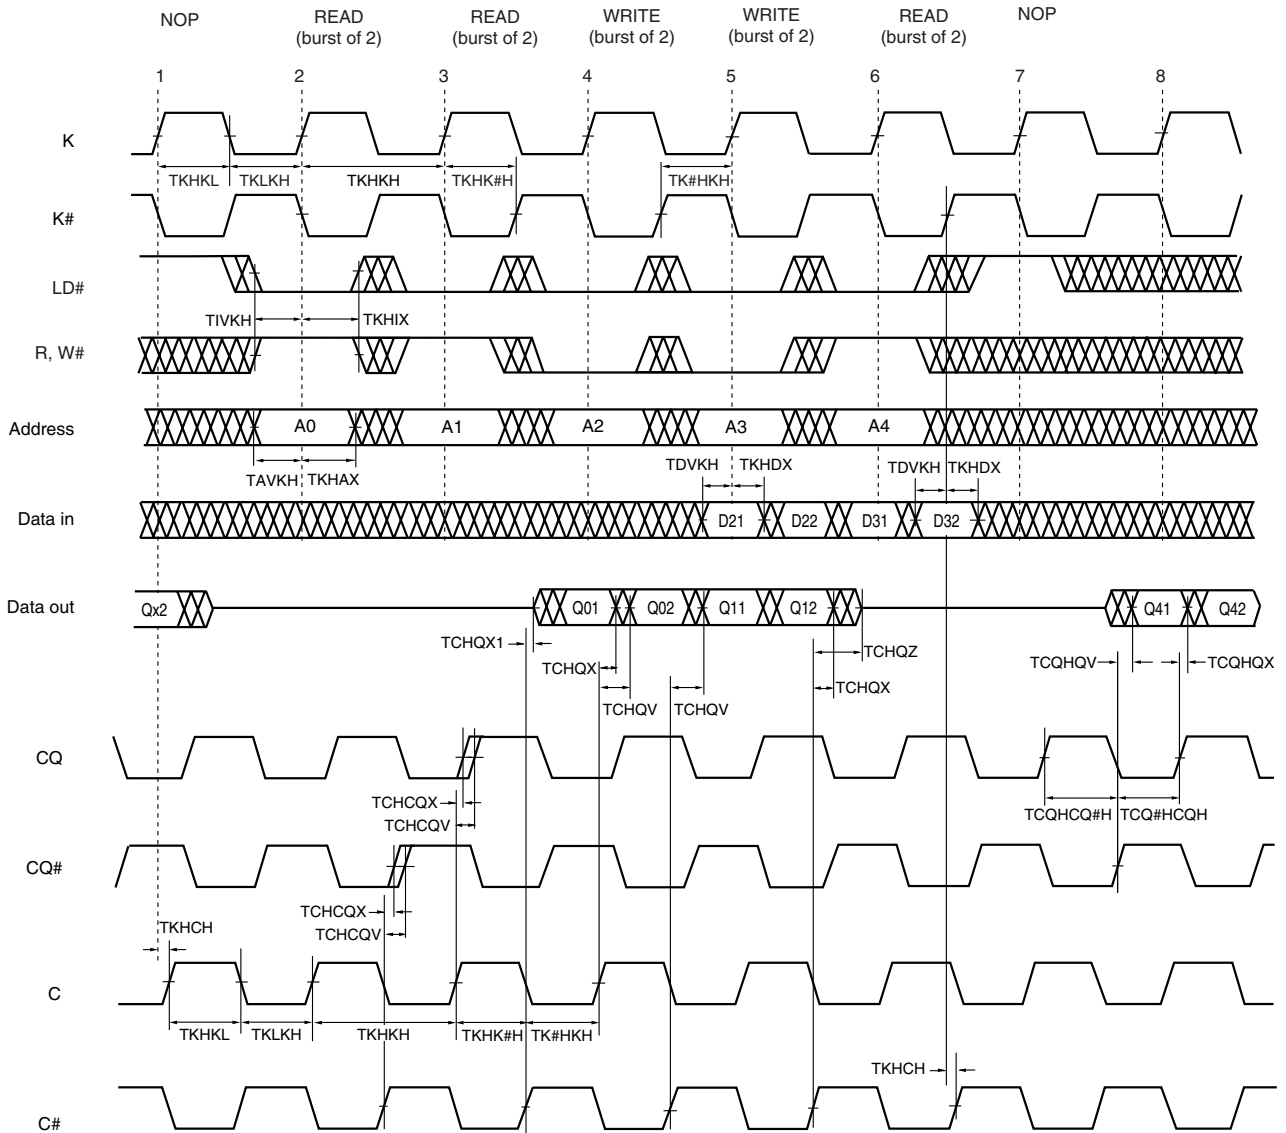 NOP READ READ WRITE WRITE READ NOP
(burst of 2) (burst of 2) (burst of 2) (burst of 2) (burst of 2)
1 2 3 4 5 6 7 8
K
TKHKL TKLKH TKHKH TKHK#H TK#HKH
K#
LD#
TIVKH TKHIX
R, W#
Address A0 A1 A2 A3 A4
TAVKH TKHAX TDVKH TKHDX TDVKH TKHDX
Data in D21 D22 D31 D32
Data out Qx2 Q01 Q02 Q11 Q12 Q41 Q42
TCHQX1 TCHQX TCHQZ TCQHQV TCQHQX
TCHQV TCHQV TCHQX
CQ
TCHCQX TCQHCQ#H TCQ#HCQH
TCHCQV
CQ#
TCHCQX
TKHCH TCHCQV
C
TKHKL TKLKH TKHKH TKHK#H TK#HKH
TKHCH
C#